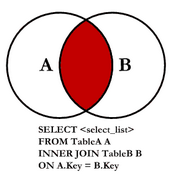 A B
SELECT <select_list>
FROM TableA A
INNER JOIN TableB B
ON A.Key = B.Key